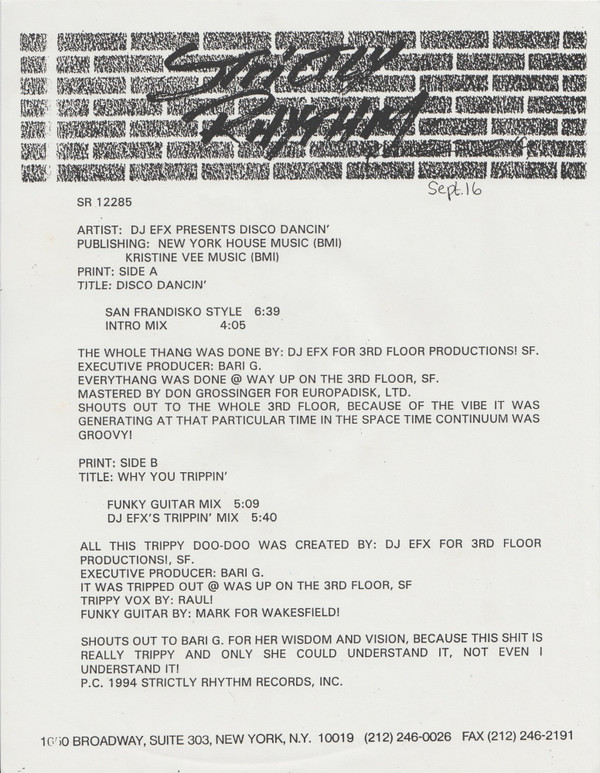 STRICTLY
RHYTHM
Sept.16
SR 12285
ARTIST: DJ EFX PRESENTS DISCO DANCIN'
PUBLISHING: NEW YORK HOUSE MUSIC (BMI)
KRISTINE VEE MUSIC (BMI)
PRINT: SIDE A
TITLE: DISCO DANCIN'
SAN FRANDISKO STYLE 6:39
INTRO MIX 4:05
THE WHOLE THANG WAS DONE BY: DJ EFX FOR 3RD FLOOR PRODUCTIONS! SF.
EXECUTIVE PRODUCER: BARI G.
EVERYTHANG WAS DONE @ WAY UP ON THE 3RD FLOOR, SF.
MASTERED BY DON GROSSINGER FOR EUROPADISK, LTD.
SHOUTS OUT TO THE WHOLE 3RD FLOOR, BECAUSE OF THE VIBE IT WAS
GENERATING AT THAT PARTICULAR TIME IN THE SPACE TIME CONTINUUM WAS
GROOVY!
PRINT: SIDE B
TITLE: WHY YOU TRIPPIN'
FUNKY GUITAR MIX 5:09
DJ EFX'S TRIPPIN' MIX 5:40
ALL THIS TRIPPY DOO-DOO WAS CREATED BY: DJ EFX FOR 3RD FLOOR
PRODUCTIONS!, SF.
EXECUTIVE PRODUCER: BARI G.
IT WAS TRIPPED OUT @ WAS UP ON THE 3RD FLOOR, SF
TRIPPY VOX BY: RAUL!
FUNKY GUITAR BY: MARK FOR WAKESFIELD!
SHOUTS OUT TO BARI G. FOR HER WISDOM AND VISION, BECAUSE THIS SHIT IS
REALLY TRIPPY AND ONLY SHE COULD UNDERSTAND IT, NOT EVEN I
UNDERSTAND IT!
P.C. 1994 STRICTLY RHYTHM RECORDS, INC.
BROADWAY, SUITE 303, NEW YORK, N.Y. 10019 (212) 246-0026 FAX (212) 246-2191